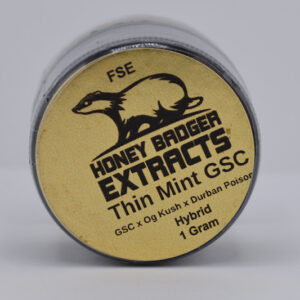 FSE
HONEY BADGER
EXTRACTS
Thin Mint GSC
GSC x Og Kush x Durban Poison
Hybrid
1 Gram